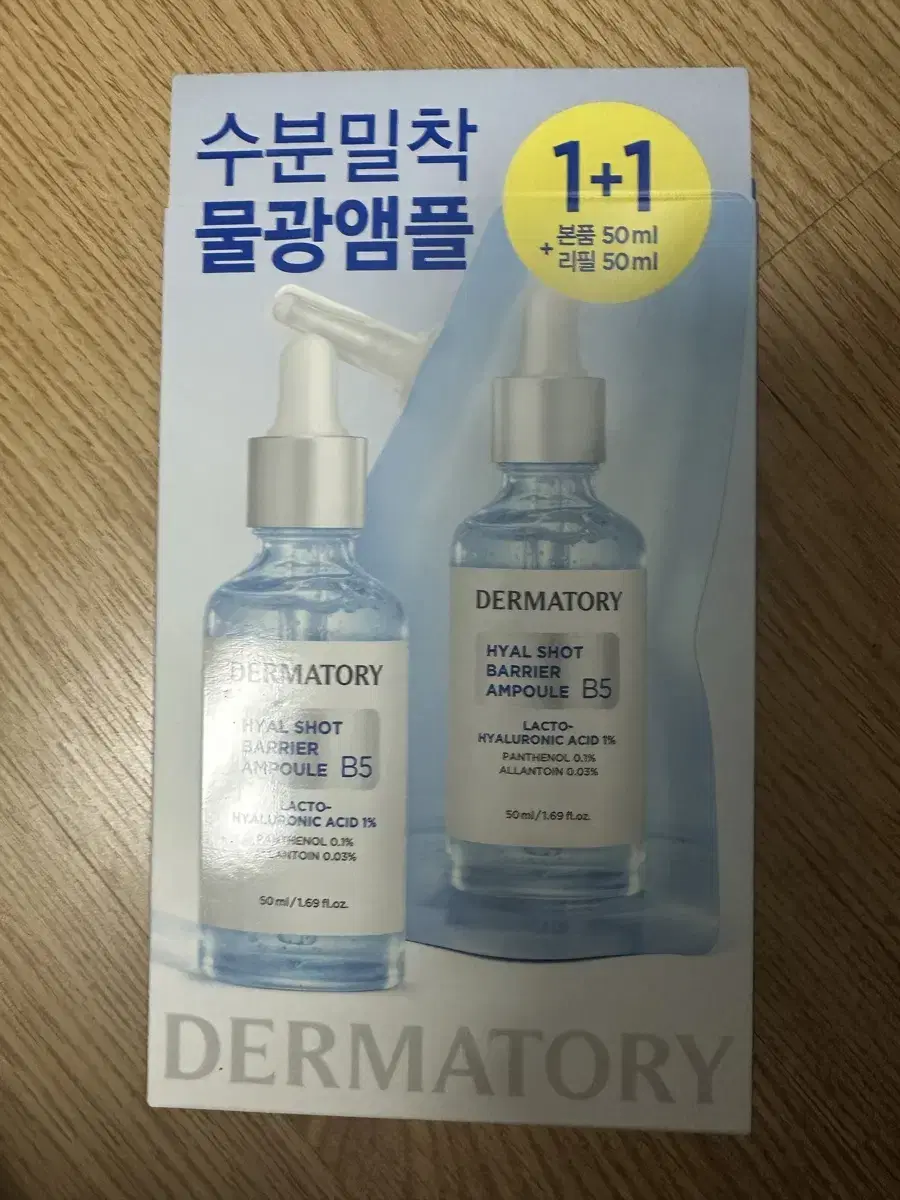 수분밀착
물광앰플
1+1
본품 50ml
+ 리필 50ml
DERMATORY
HYAL SHOT
BARRIER
AMPOULE B5
LACTO-
HYALURONIC ACID 1%
PANTHENOL 0.1%
ALLANTOIN 0.03%
50ml/1.69 fl.oz.
DERMATORY
HYAL SHOT
BARRIER
AMPOULE B5
LACTO-
HYALURONIC ACID 1%
PANTHENOL 0.1%
ALLANTOIN 0.03%
50ml/1.69 fl.oz.
DERMATORY